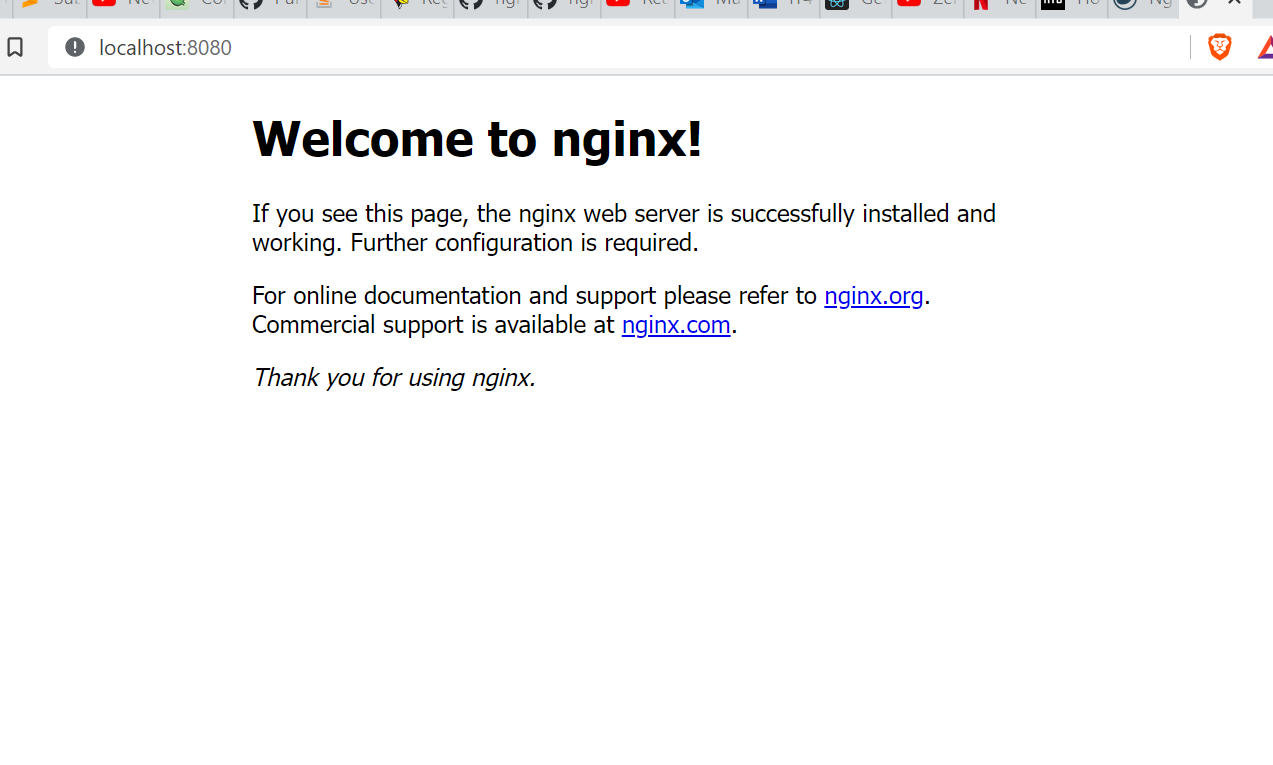 localhost:8080
Welcome to nginx!
If you see this page, the nginx web server is successfully installed and
working. Further configuration is required.
For online documentation and support please refer to nginx.org.
Commercial support is available at nginx.com.
Thank you for using nginx.